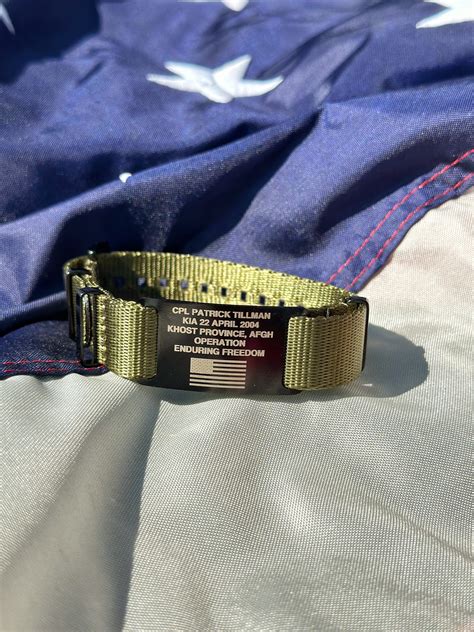 CPL PATRICK TILLMAN
KIA 22 APRIL 2004
KHOST PROVINCE, AFGH
OPERATION
ENDURING FREEDOM